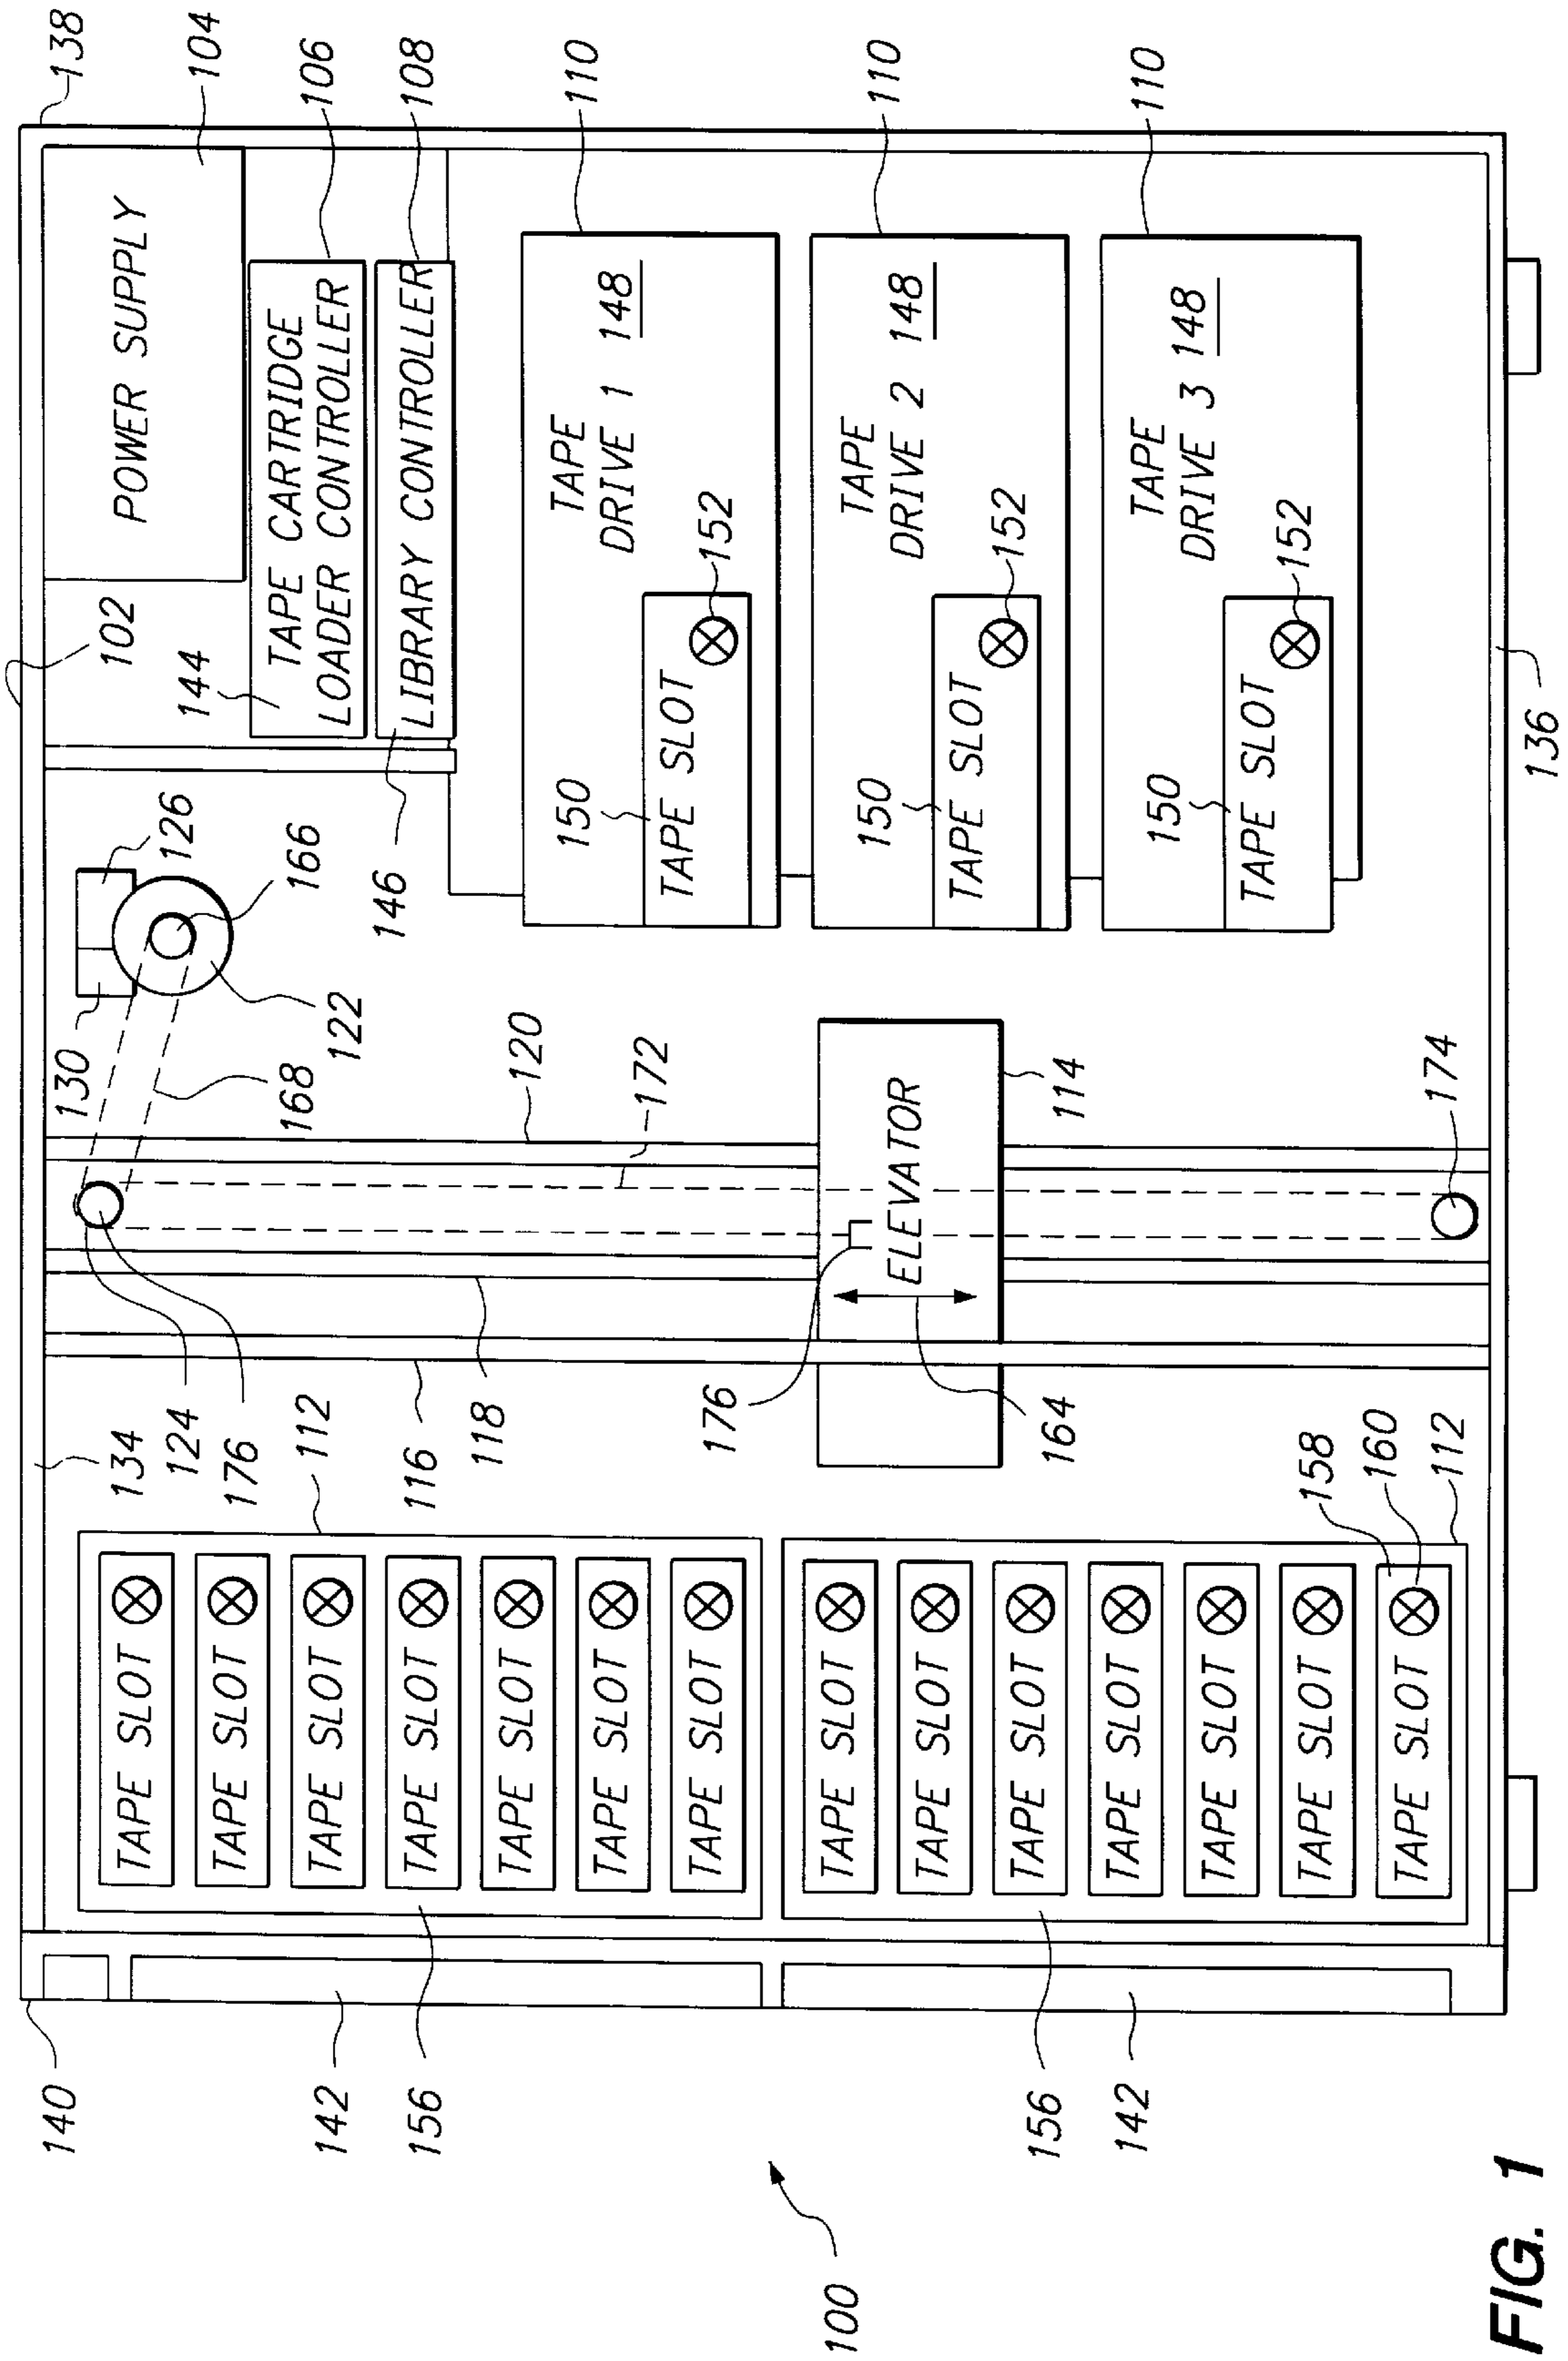 138
104
106
108
110
110
110
POWER SUPPLY
TAPE CARTRIDGE
LOADER CONTROLLER
LIBRARY CONTROLLER
102
144
146
TAPE
DRIVE 1 148
TAPE SLOT
150
152
TAPE
DRIVE 2 148
TAPE SLOT
150
152
TAPE
DRIVE 3 148
TAPE SLOT
150
152
136
126
166
130
122
168
120
172
ELEVATOR
114
174
134
124
176
112
116
118
176
164
158
160
112
TAPE SLOT
TAPE SLOT
TAPE SLOT
TAPE SLOT
TAPE SLOT
TAPE SLOT
TAPE SLOT
TAPE SLOT
TAPE SLOT
TAPE SLOT
TAPE SLOT
TAPE SLOT
TAPE SLOT
TAPE SLOT
140
142
156
156
142
100
FIG. 1